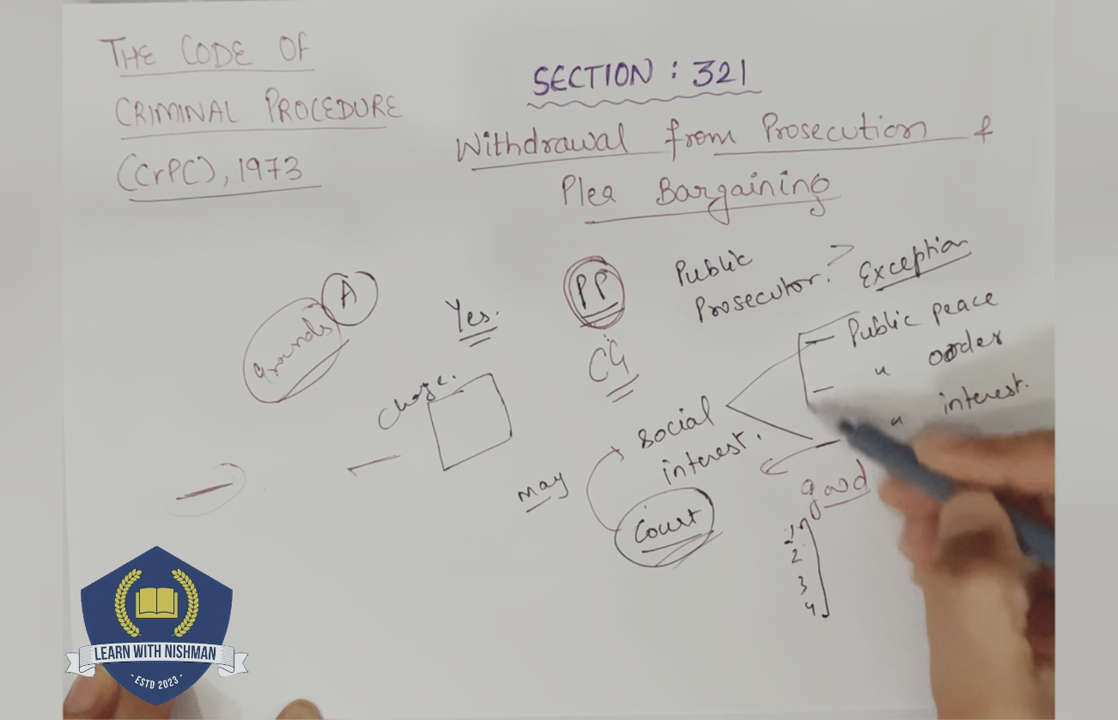 THE CODE OF
CRIMINAL PROCEDURE
(CrPC), 1973
SECTION : 321
Withdrawal from Prosecution &
Plea Bargaining
A
grounds
Yes.
PP
Public
Prosecutor.
Exception
CG
Public peace
" order
" interest.
social
interest.
may
Court
good
1
2
3
4
LEARN WITH NISHMAN
· ESTD 2023 ·